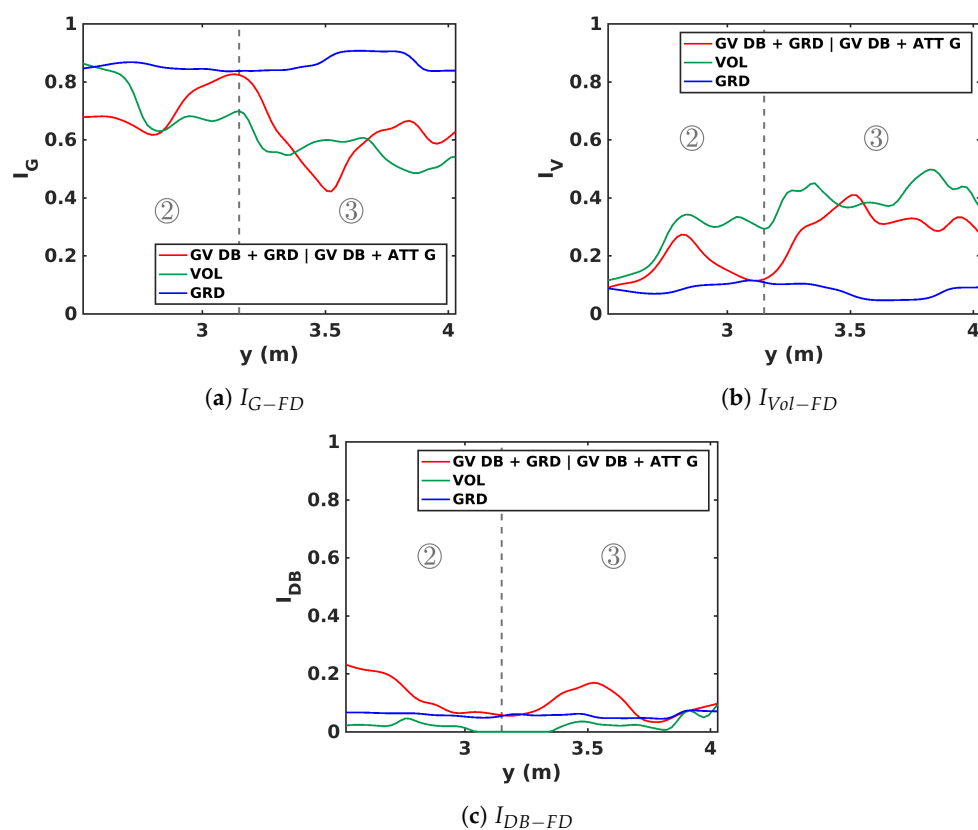 1
0.8
0.6
0.4
0.2
0
I_G
②
③
GV DB + GRD | GV DB + ATT G
VOL
GRD
3
3.5
4
y (m)
(a) I_{G−FD}
1
0.8
0.6
0.4
0.2
0
I_V
GV DB + GRD | GV DB + ATT G
VOL
GRD
②
③
3
3.5
4
y (m)
(b) I_{Vol−FD}
1
0.8
0.6
0.4
0.2
0
I_DB
GV DB + GRD | GV DB + ATT G
VOL
GRD
②
③
3
3.5
4
y (m)
(c) I_{DB−FD}